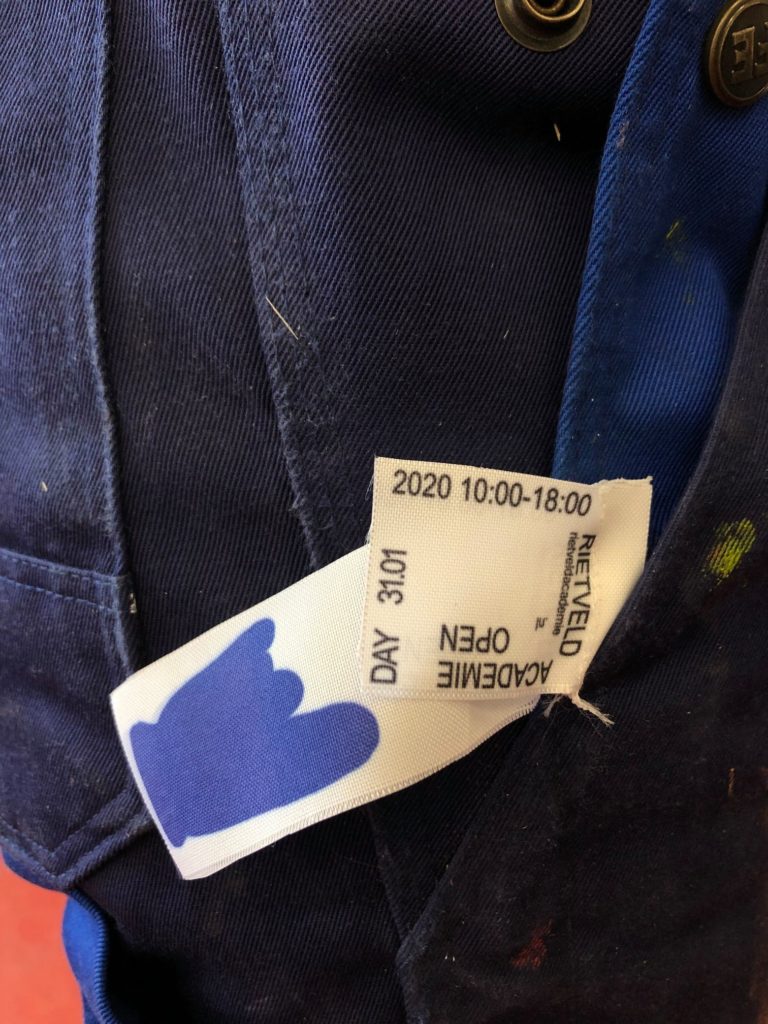 2020 10:00-18:00
RIETVELD
rietveldacademie
.nl
ACADEMIE
OPEN
DAY 31.01